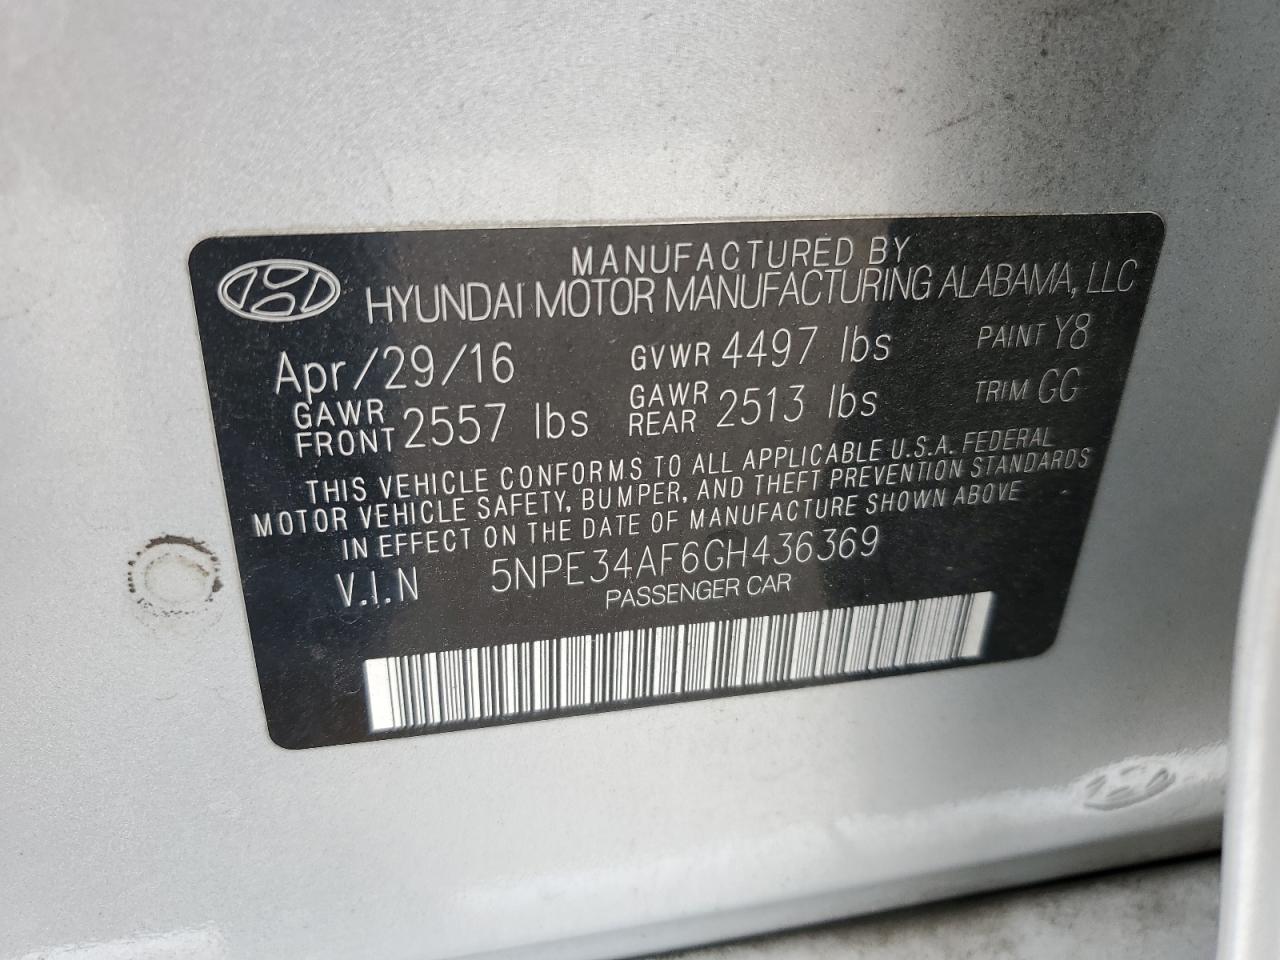 MANUFACTURED BY
HYUNDAI MOTOR MANUFACTURING ALABAMA, LLC
Apr/29/16 GVWR 4497 lbs PAINT Y8
GAWR FRONT 2557 lbs GAWR REAR 2513 lbs TRIM GG
THIS VEHICLE CONFORMS TO ALL APPLICABLE U.S.A. FEDERAL
MOTOR VEHICLE SAFETY, BUMPER, AND THEFT PREVENTION STANDARDS
IN EFFECT ON THE DATE OF MANUFACTURE SHOWN ABOVE
V.I.N 5NPE34AF6GH436369
PASSENGER CAR